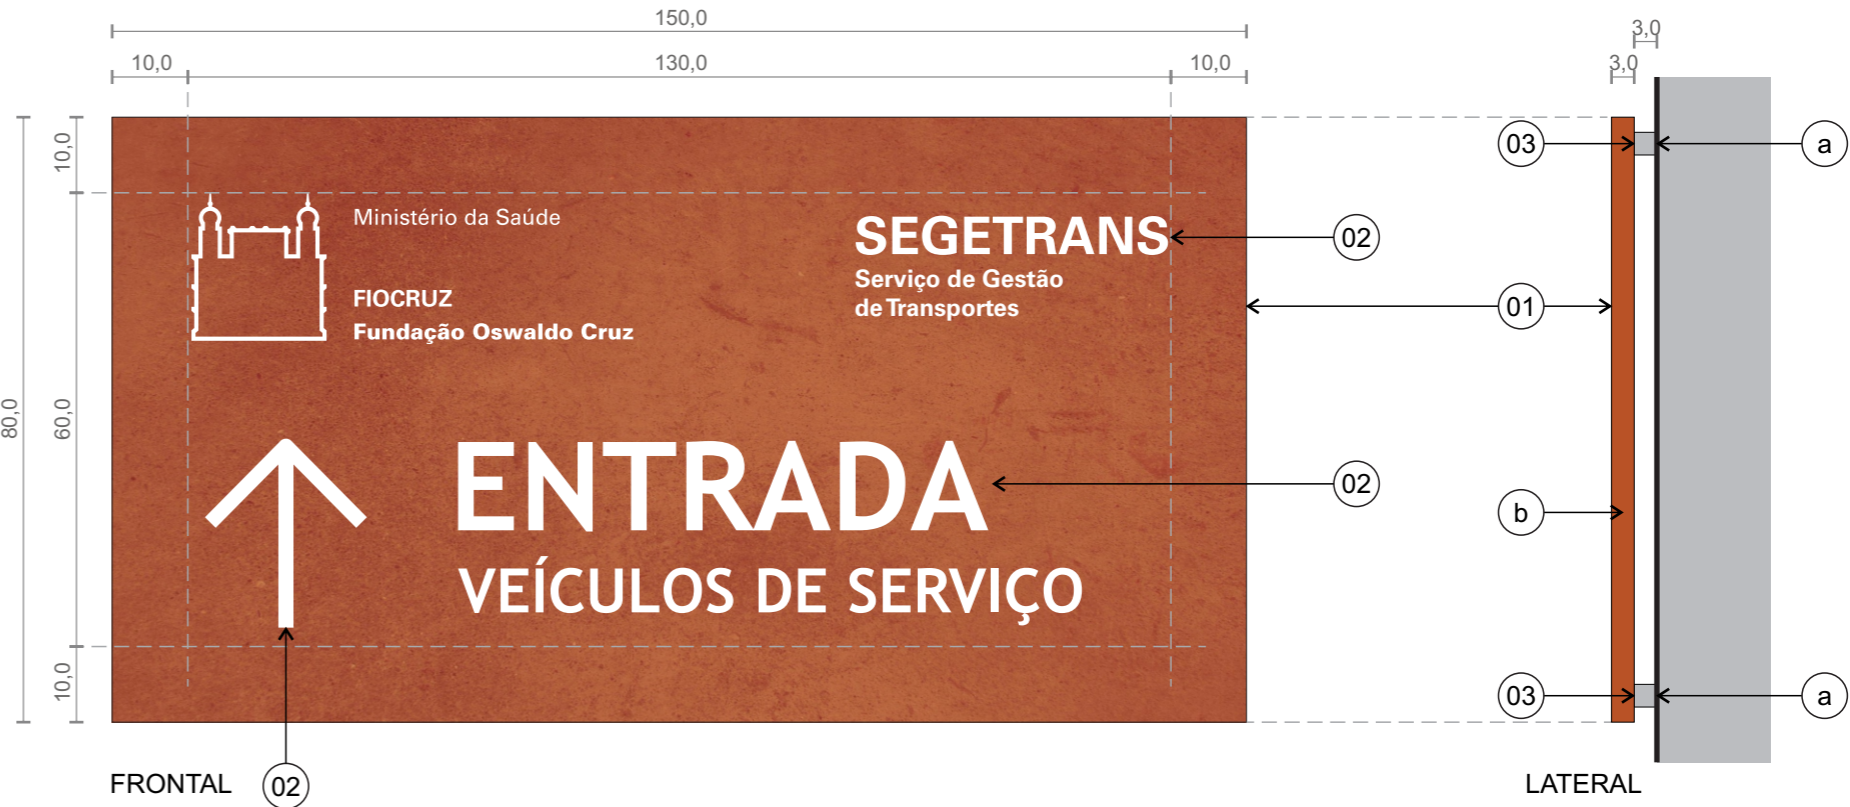 150,0
3,0
10,0
130,0
10,0
3,0
10,0
03
a
Ministério da Saúde
SEGETRANS
02
Serviço de Gestão
de Transportes
FIOCRUZ
01
Fundação Oswaldo Cruz
80,0
60,0
ENTRADA
02
b
VEÍCULOS DE SERVIÇO
10,0
03
a
FRONTAL
02
LATERAL